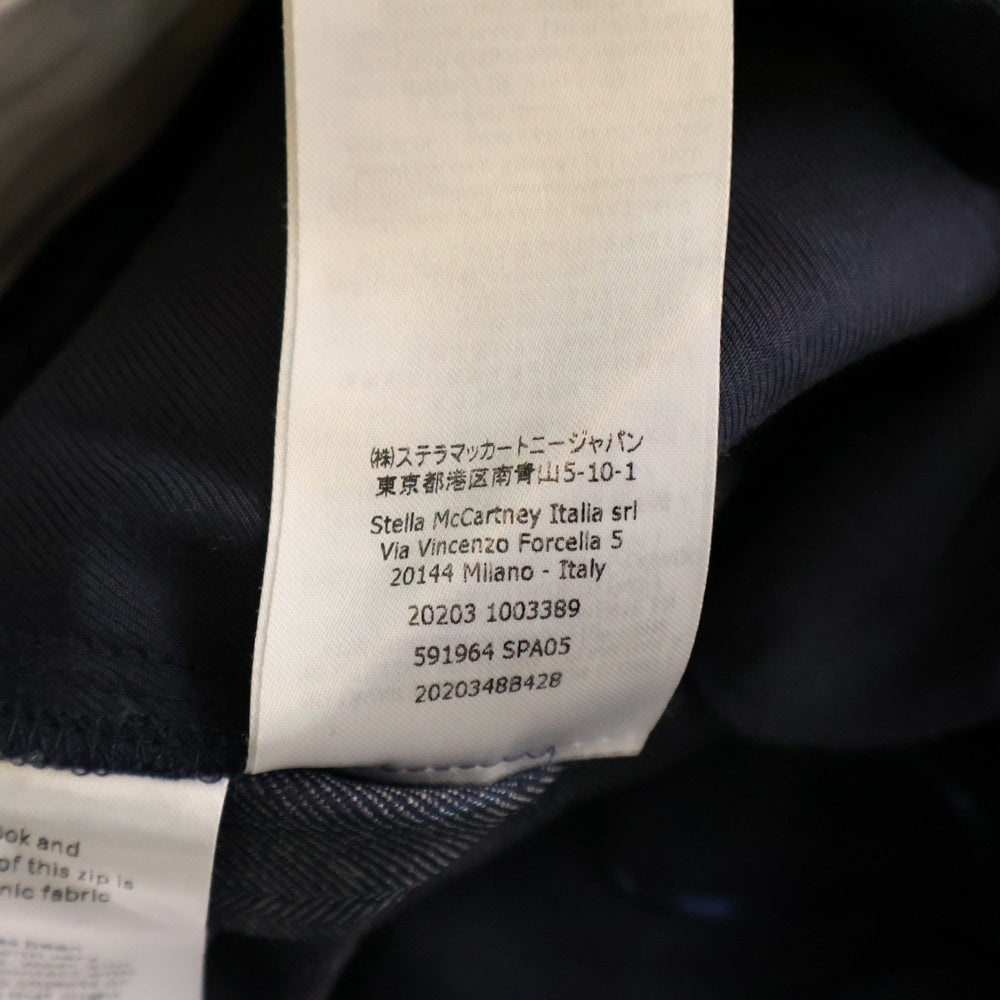 (株)ステラマッカートニージャパン
東京都港区南青山5-10-1
Stella McCartney Italia srl
Via Vincenzo Forcella 5
20144 Milano - Italy
20203 1003389
591964 SPA05
2020348B428
ook and
of this zip is
nic fabric